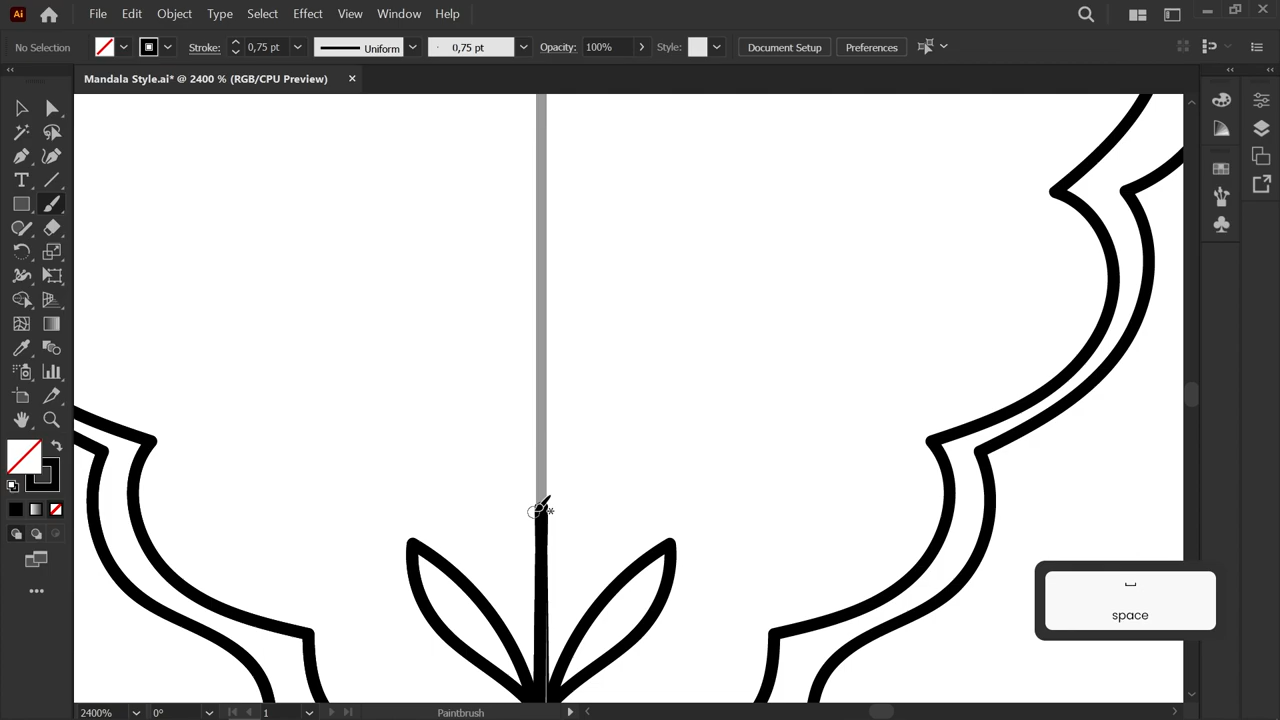 Ai File Edit Object Type Select Effect View Window Help
No Selection Stroke: 0,75 pt Uniform 0,75 pt Opacity: 100% Style: Document Setup Preferences
Mandala Style.ai* @ 2400 % (RGB/CPU Preview)
space
2400% 0° 1 Paintbrush